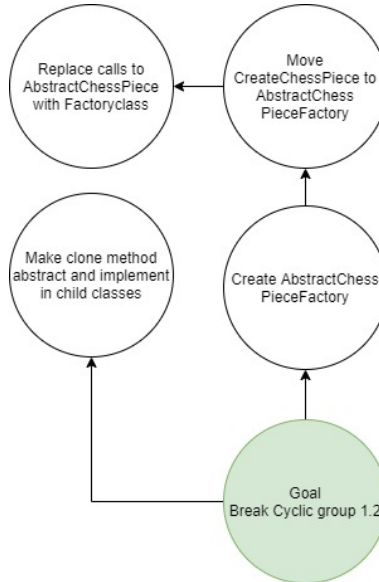 Replace calls to
AbstractChessPiece
with Factoryclass
Move
CreateChessPiece to
AbstractChess
PieceFactory
Make clone method
abstract and implement
in child classes
Create AbstractChess
PieceFactory
Goal
Break Cyclic group 1.2